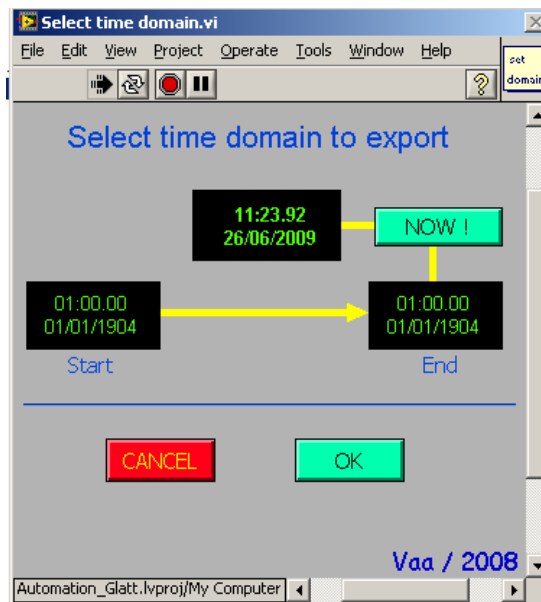 Select time domain.vi
File Edit View Project Operate Tools Window Help
set
domain
Select time domain to export
11:23.92
26/06/2009
NOW !
01:00.00
01/01/1904
01:00.00
01/01/1904
Start
End
CANCEL
OK
Vaa / 2008
Automation_Glatt.lvproj/My Computer